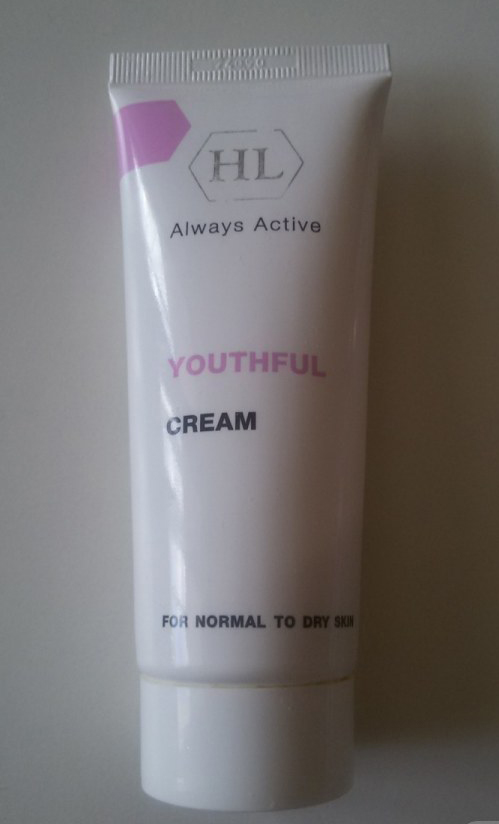 HL
Always Active
YOUTHFUL
CREAM
FOR NORMAL TO DRY SKIN